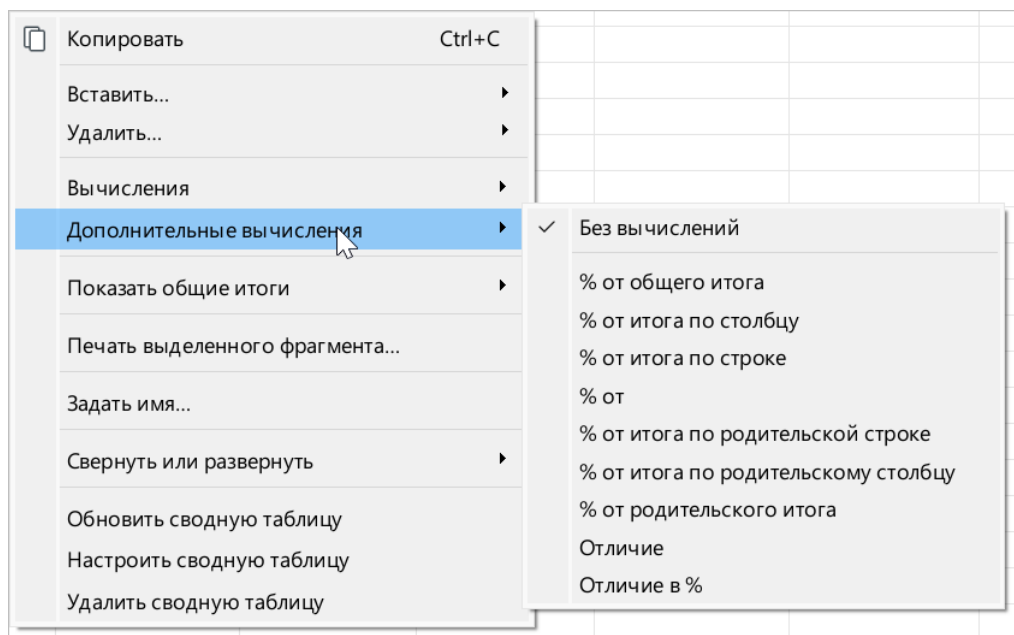 Копировать Ctrl+C
Вставить...
Удалить...
Вычисления
Дополнительные вычисления
Показать общие итоги
Печать выделенного фрагмента...
Задать имя...
Свернуть или развернуть
Обновить сводную таблицу
Настроить сводную таблицу
Удалить сводную таблицу
Без вычислений
% от общего итога
% от итога по столбцу
% от итога по строке
% от
% от итога по родительской строке
% от итога по родительскому столбцу
% от родительского итога
Отличие
Отличие в %